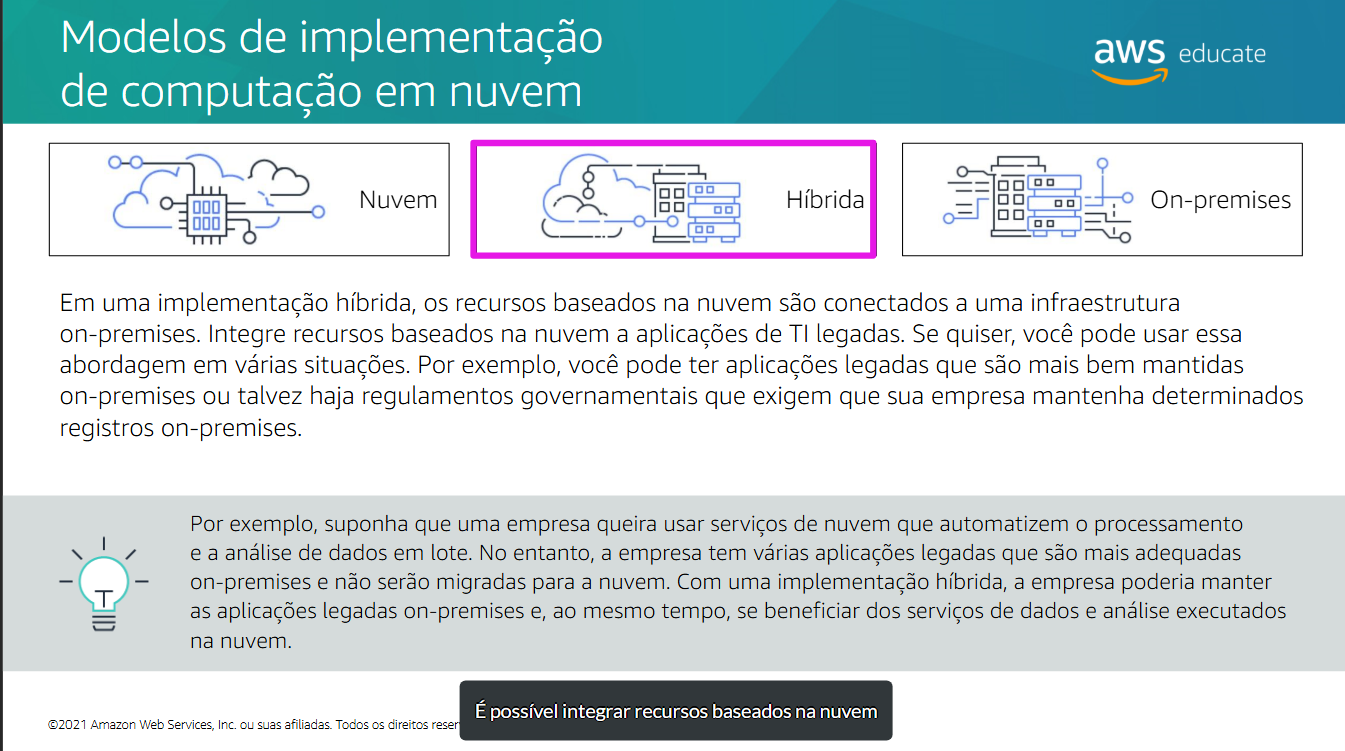 Modelos de implementação
de computação em nuvem
aws educate
Nuvem
Híbrida
On-premises
Em uma implementação híbrida, os recursos baseados na nuvem são conectados a uma infraestrutura
on-premises. Integre recursos baseados na nuvem a aplicações de TI legadas. Se quiser, você pode usar essa
abordagem em várias situações. Por exemplo, você pode ter aplicações legadas que são mais bem mantidas
on-premises ou talvez haja regulamentos governamentais que exigem que sua empresa mantenha determinados
registros on-premises.
Por exemplo, suponha que uma empresa queira usar serviços de nuvem que automatizem o processamento
e a análise de dados em lote. No entanto, a empresa tem várias aplicações legadas que são mais adequadas
on-premises e não serão migradas para a nuvem. Com uma implementação híbrida, a empresa poderia manter
as aplicações legadas on-premises e, ao mesmo tempo, se beneficiar dos serviços de dados e análise executados
na nuvem.
©2021 Amazon Web Services, Inc. ou suas afiliadas. Todos os direitos reser
É possível integrar recursos baseados na nuvem